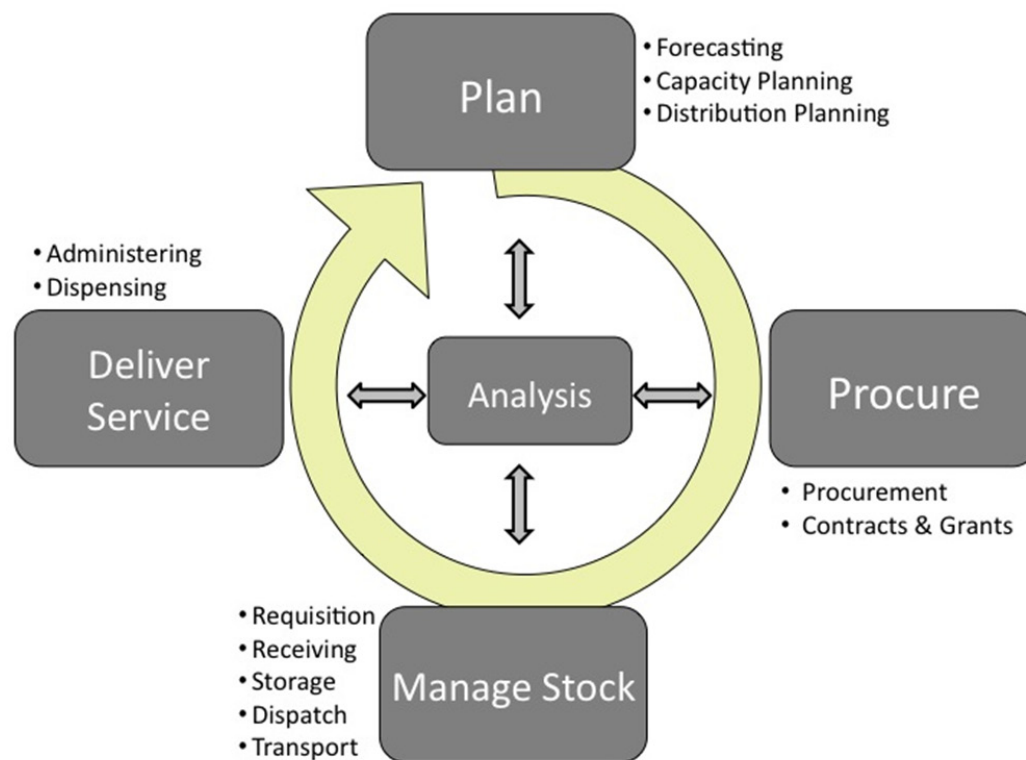 Plan
• Forecasting
• Capacity Planning
• Distribution Planning
• Administering
• Dispensing
Deliver
Service
Analysis
Procure
• Procurement
• Contracts & Grants
• Requisition
• Receiving
• Storage
• Dispatch
• Transport
Manage Stock